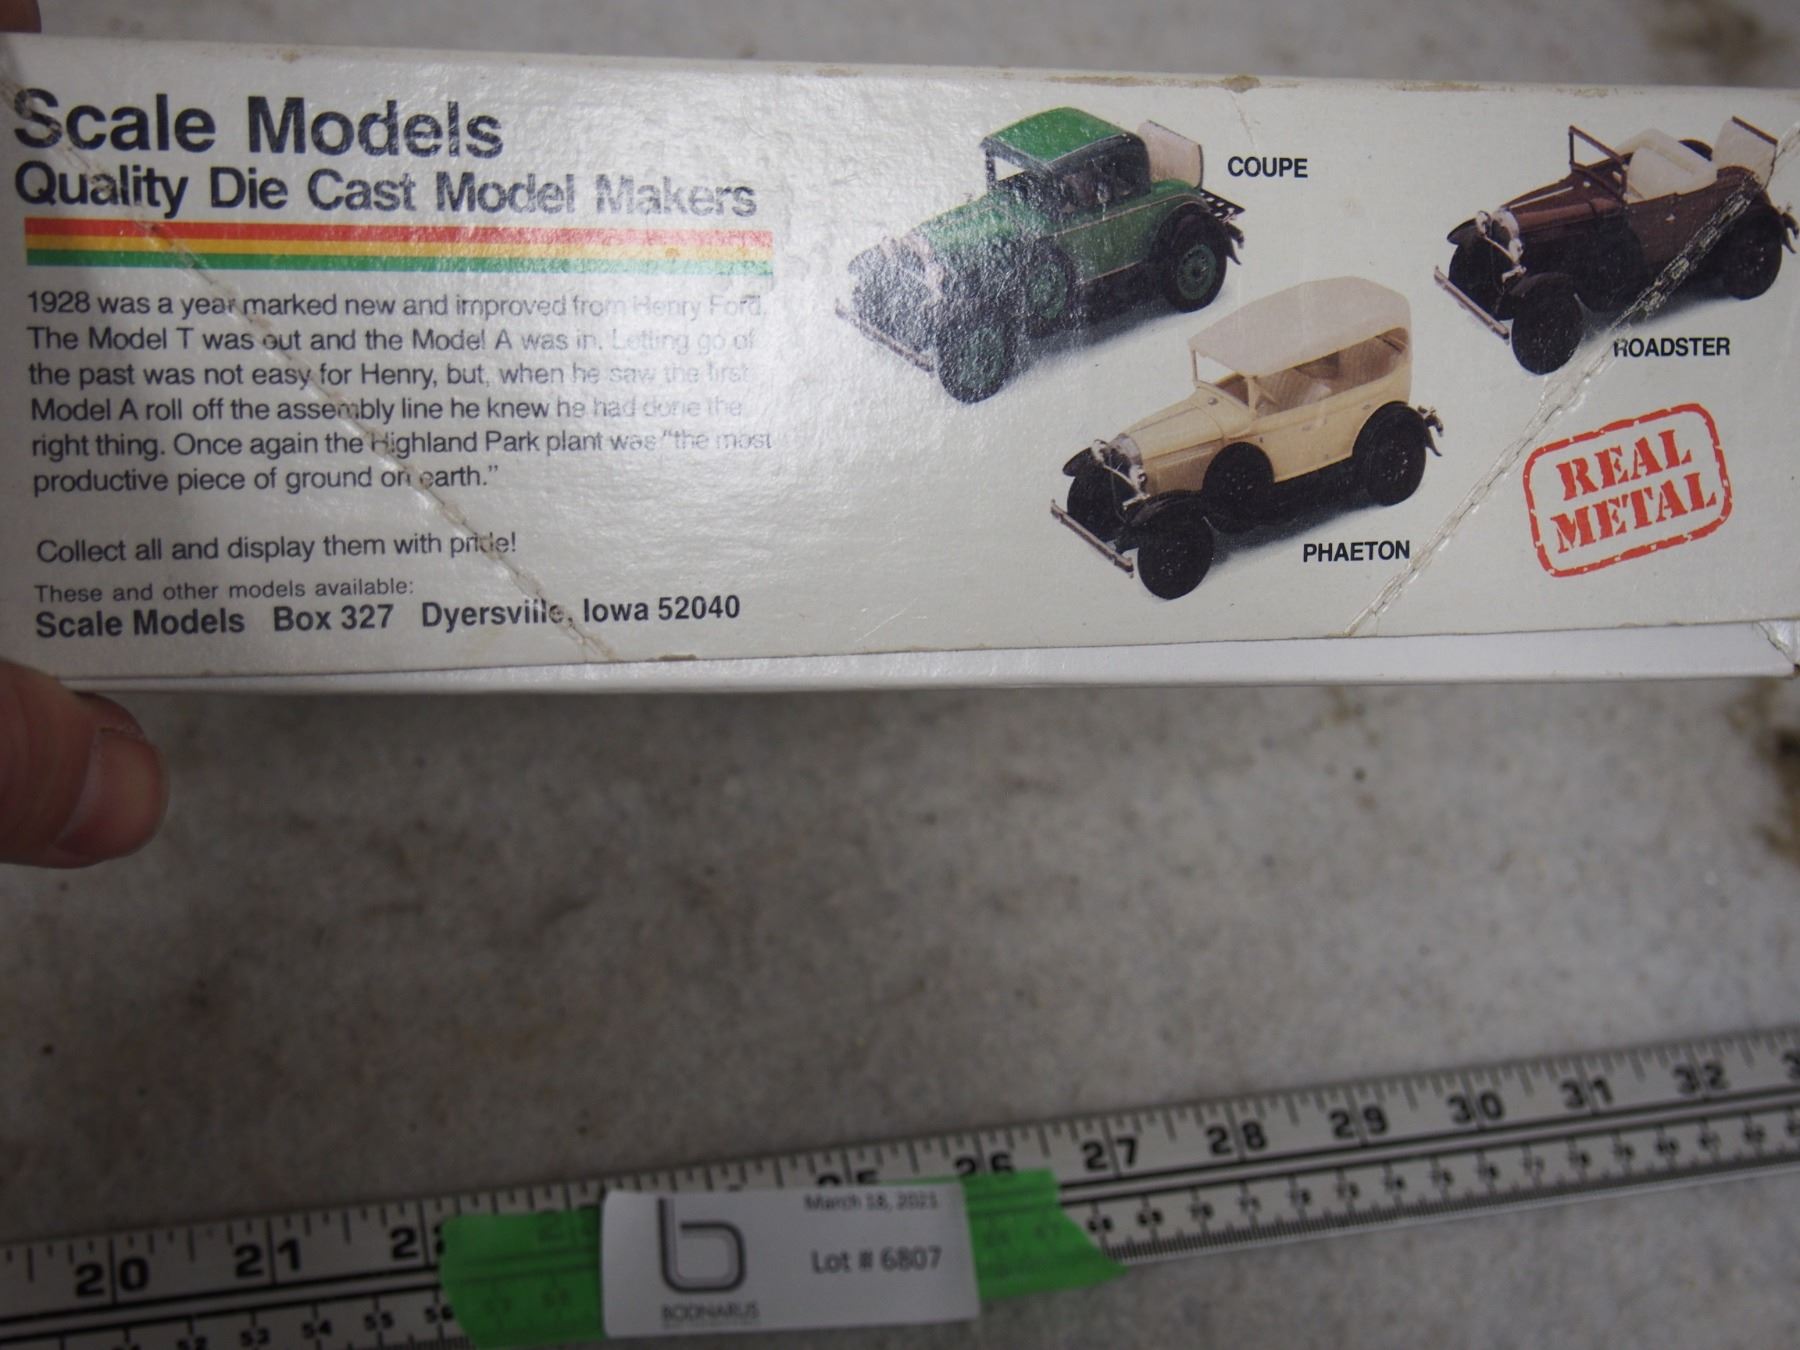 Scale Models
Quality Die Cast Model Makers
1928 was a year marked new and improved from Henry Ford.
The Model T was out and the Model A was in. Letting go of
the past was not easy for Henry, but, when he saw the first
Model A roll off the assembly line he knew he had done the
right thing. Once again the Highland Park plant was "the most
productive piece of ground on earth."
Collect all and display them with pride!
These and other models available:
Scale Models Box 327 Dyersville, Iowa 52040
COUPE
ROADSTER
PHAETON
REAL
METAL
20 21 26 27 28 29 30 31 32
53 54 55 56
March 18, 2021
Lot # 6807
b
BODNARUS